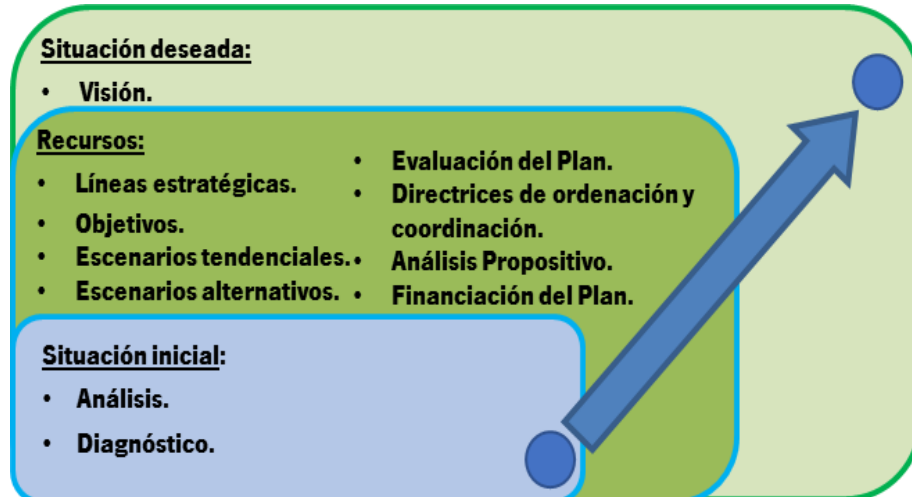 Situación deseada:
• Visión.
Recursos:
• Líneas estratégicas.
• Objetivos.
• Escenarios tendenciales.
• Escenarios alternativos.
• Evaluación del Plan.
• Directrices de ordenación y
coordinación.
• Análisis Propositivo.
• Financiación del Plan.
Situación inicial:
• Análisis.
• Diagnóstico.